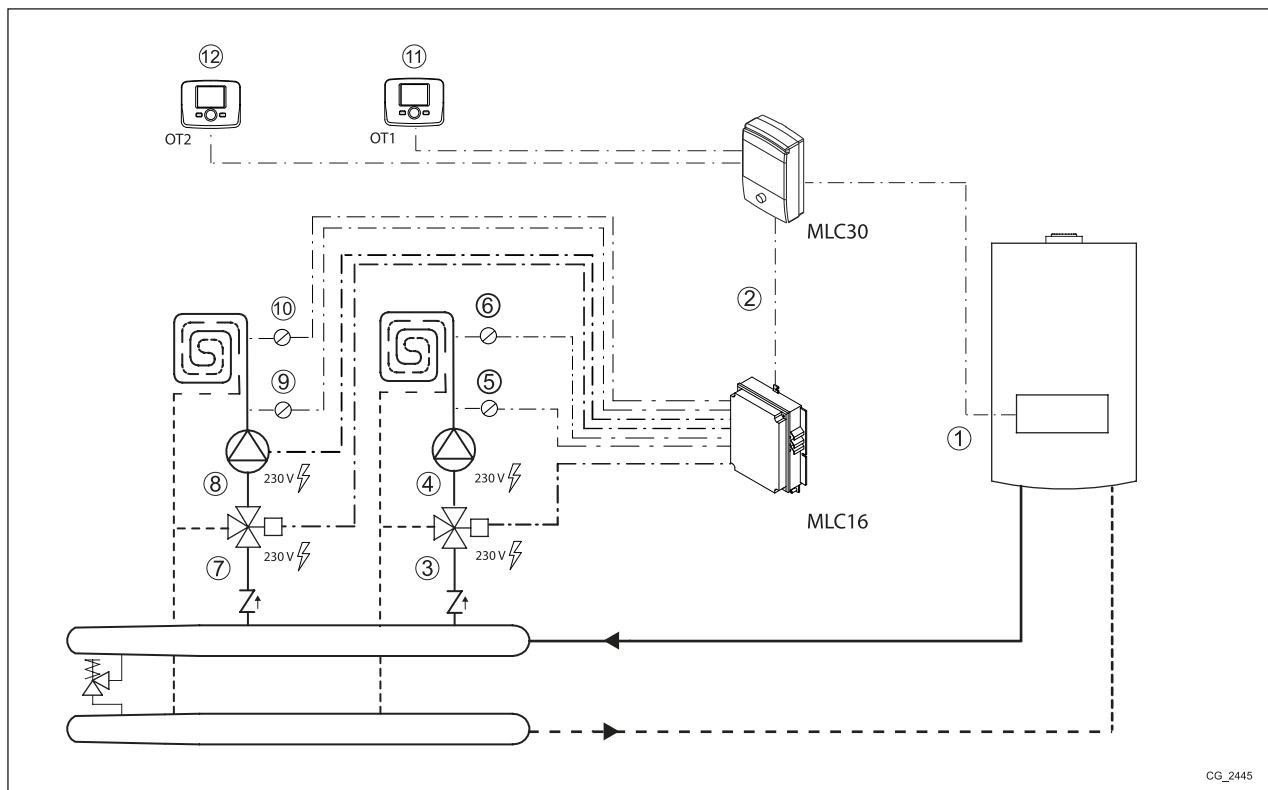 ⑫
⑪
OT2
OT1
MLC30
②
⑩
⑥
⑨
⑤
①
⑧
230 V
④
230 V
MLC16
⑦
230 V
③
230 V
CG_2445